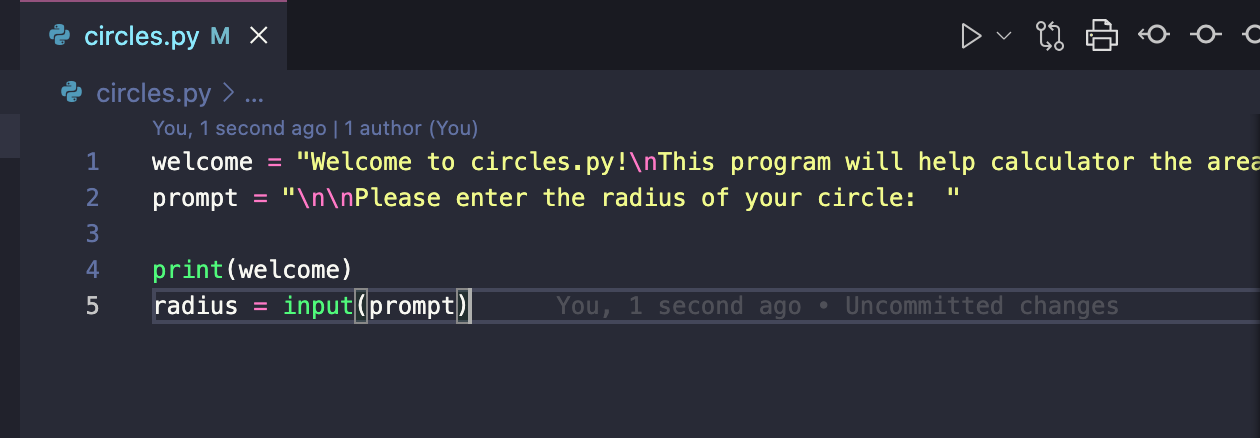 circles.py M
circles.py > ...
You, 1 second ago | 1 author (You)
1 welcome = "Welcome to circles.py!\nThis program will help calculator the area
2 prompt = "\n\nPlease enter the radius of your circle:  "
3
4 print(welcome)
5 radius = input(prompt) You, 1 second ago • Uncommitted changes